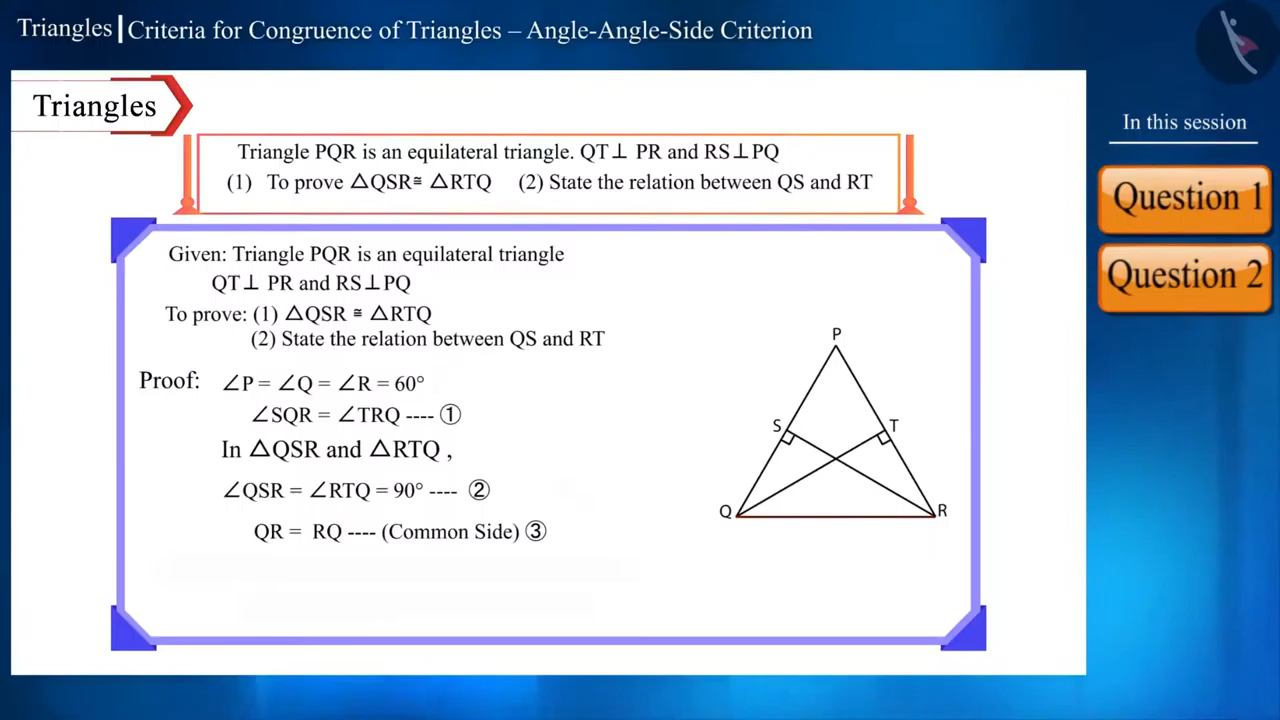 Triangles | Criteria for Congruence of Triangles – Angle-Angle-Side Criterion
Triangles
In this session
Question 1
Question 2
Triangle PQR is an equilateral triangle. QT⊥ PR and RS⊥PQ
(1) To prove △QSR≅ △RTQ (2) State the relation between QS and RT
Given: Triangle PQR is an equilateral triangle
QT⊥ PR and RS⊥PQ
To prove: (1) △QSR ≅ △RTQ
(2) State the relation between QS and RT
Proof: ∠P = ∠Q = ∠R = 60°
∠SQR = ∠TRQ ---- ①
In △QSR and △RTQ ,
∠QSR = ∠RTQ = 90° ---- ②
QR = RQ ---- (Common Side) ③
P
S
T
Q
R